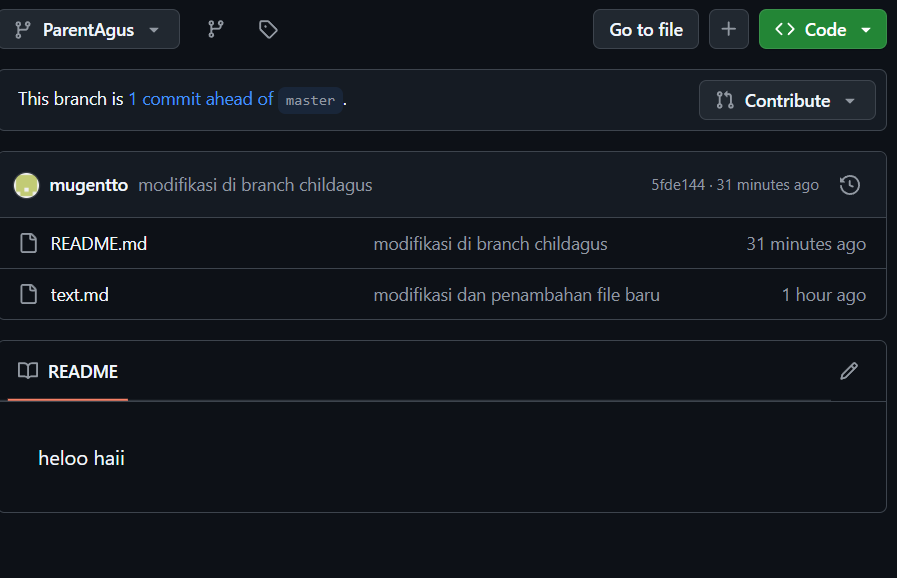 ParentAgus
Go to file
Code
This branch is 1 commit ahead of master .
Contribute
mugentto modifikasi di branch childagus 5fde144 · 31 minutes ago
README.md modifikasi di branch childagus 31 minutes ago
text.md modifikasi dan penambahan file baru 1 hour ago
README
heloo haii